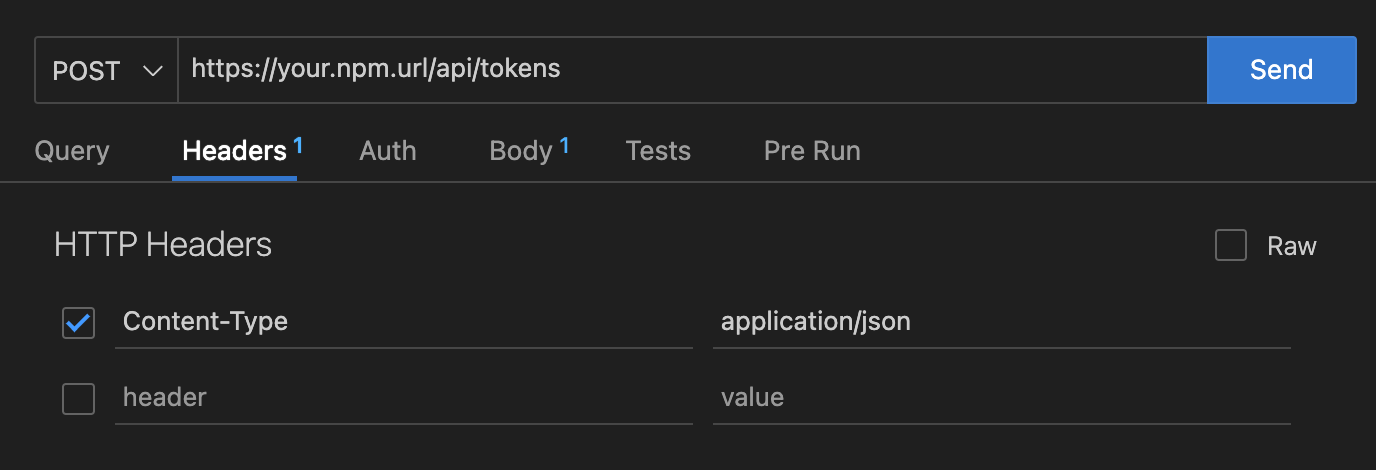 POST https://your.npm.url/api/tokens Send
Query Headers 1 Auth Body 1 Tests Pre Run
HTTP Headers Raw
Content-Type application/json
header value